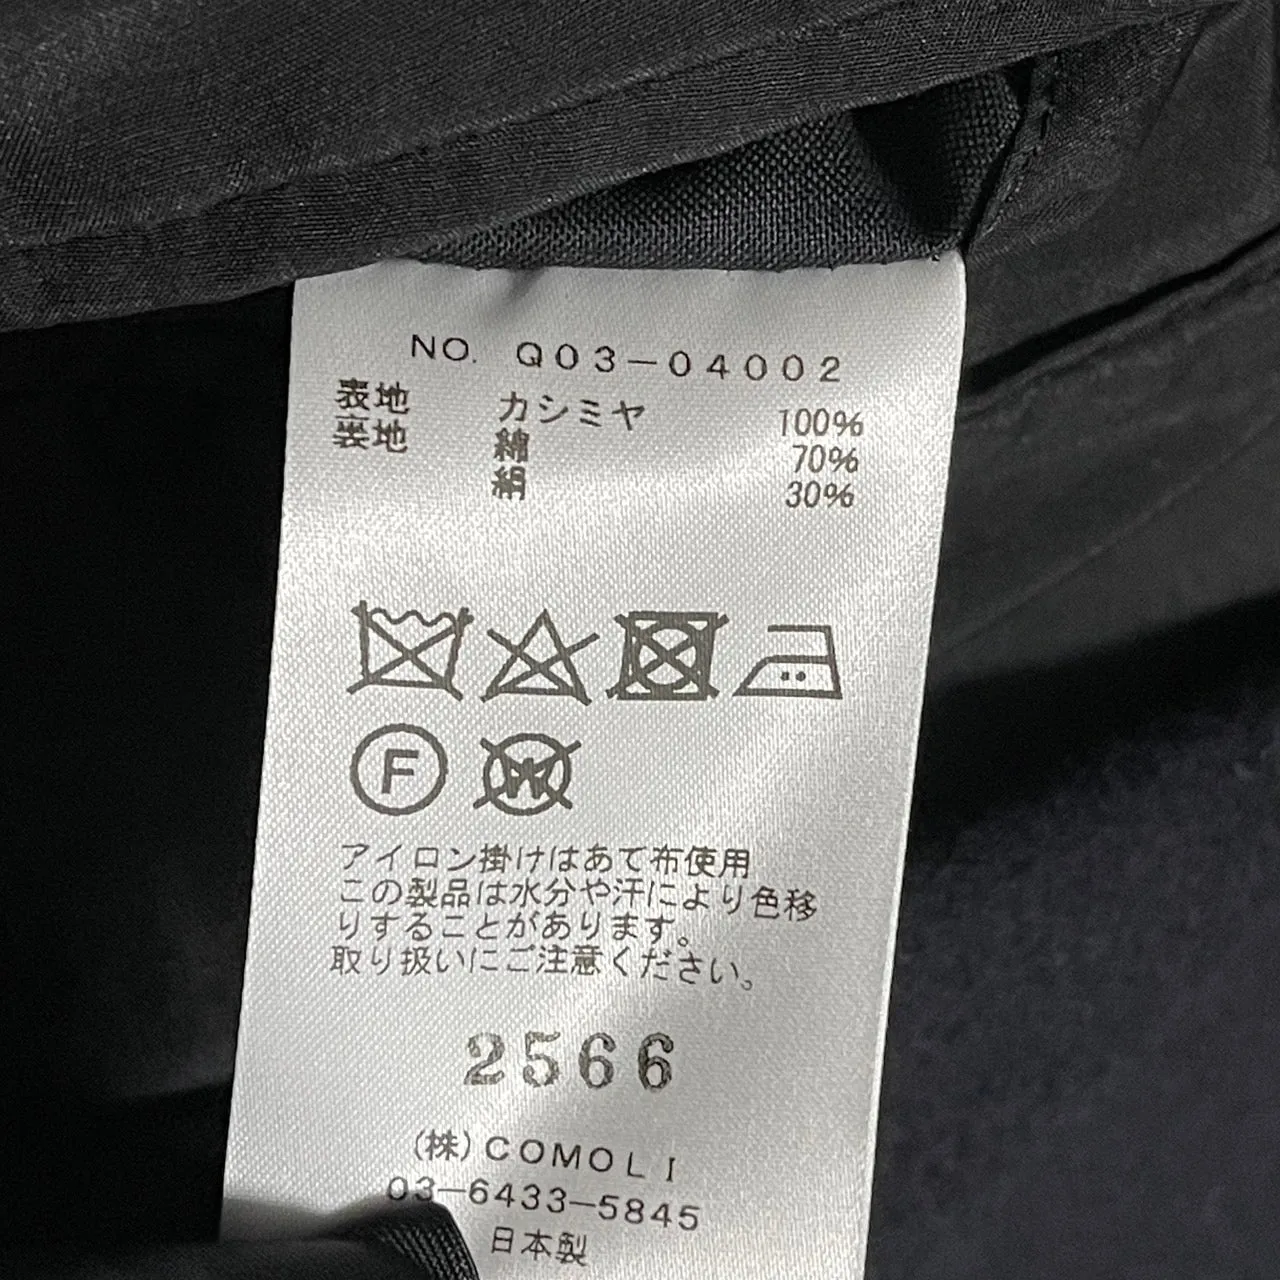 NO. Q03-04002
表地 カシミヤ 100%
裏地 綿 70%
絹 30%
F
W
アイロン掛けはあて布使用
この製品は水分や汗により色移
りすることがあります。
取り扱いにご注意ください。
2566
(株)COMOLI
03-6433-5845
日本製